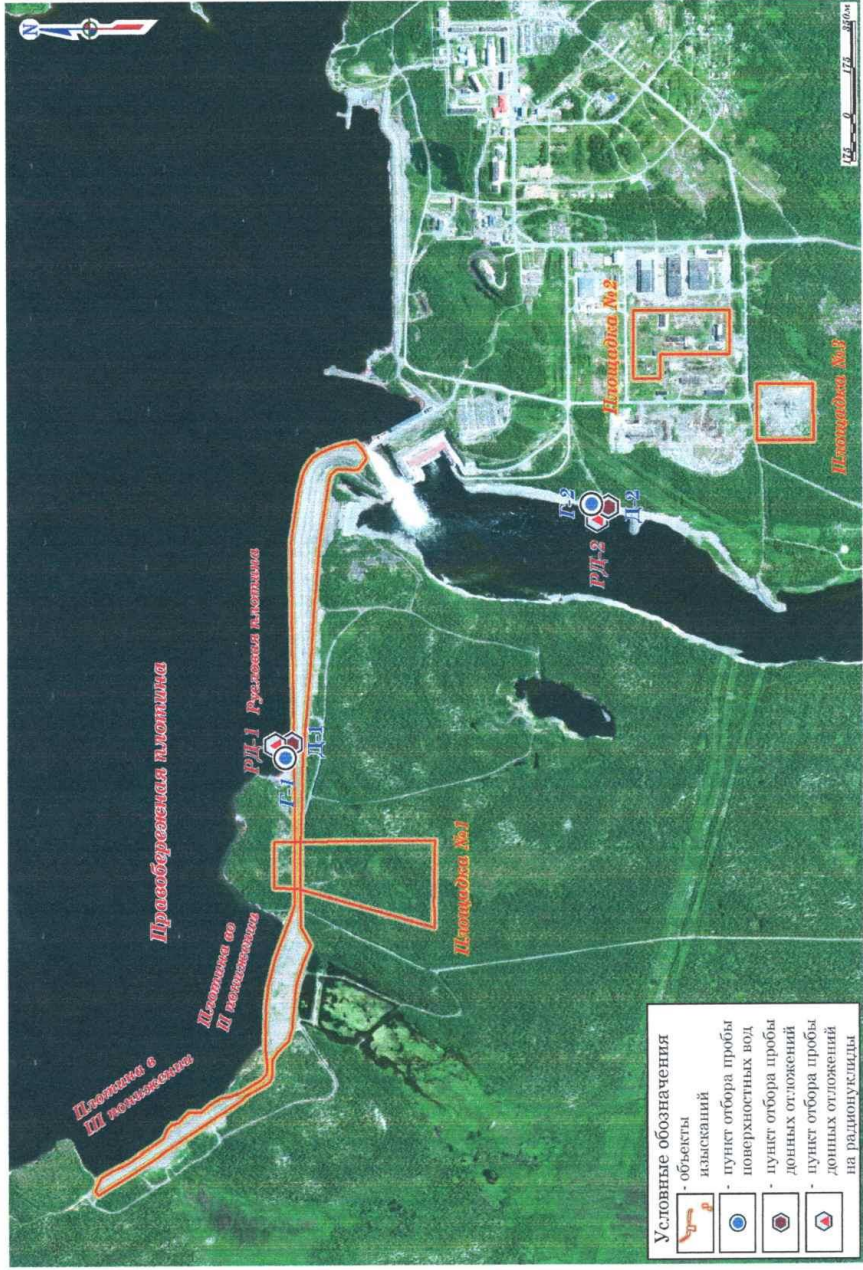 N
Правобережная плотина
Плотина в
III понижении
Плотина во
II понижении
РД-1
Русловая плотина
Г-1
Д-1
Площадка №1
Г-2
РД-2
Д-2
Площадка №2
Условные обозначения
- объекты
изысканий
- пункт отбора пробы
поверхностных вод
- пункт отбора пробы
донных отложений
- пункт отбора пробы
донных отложений
на радионуклиды
175 0 175 350м